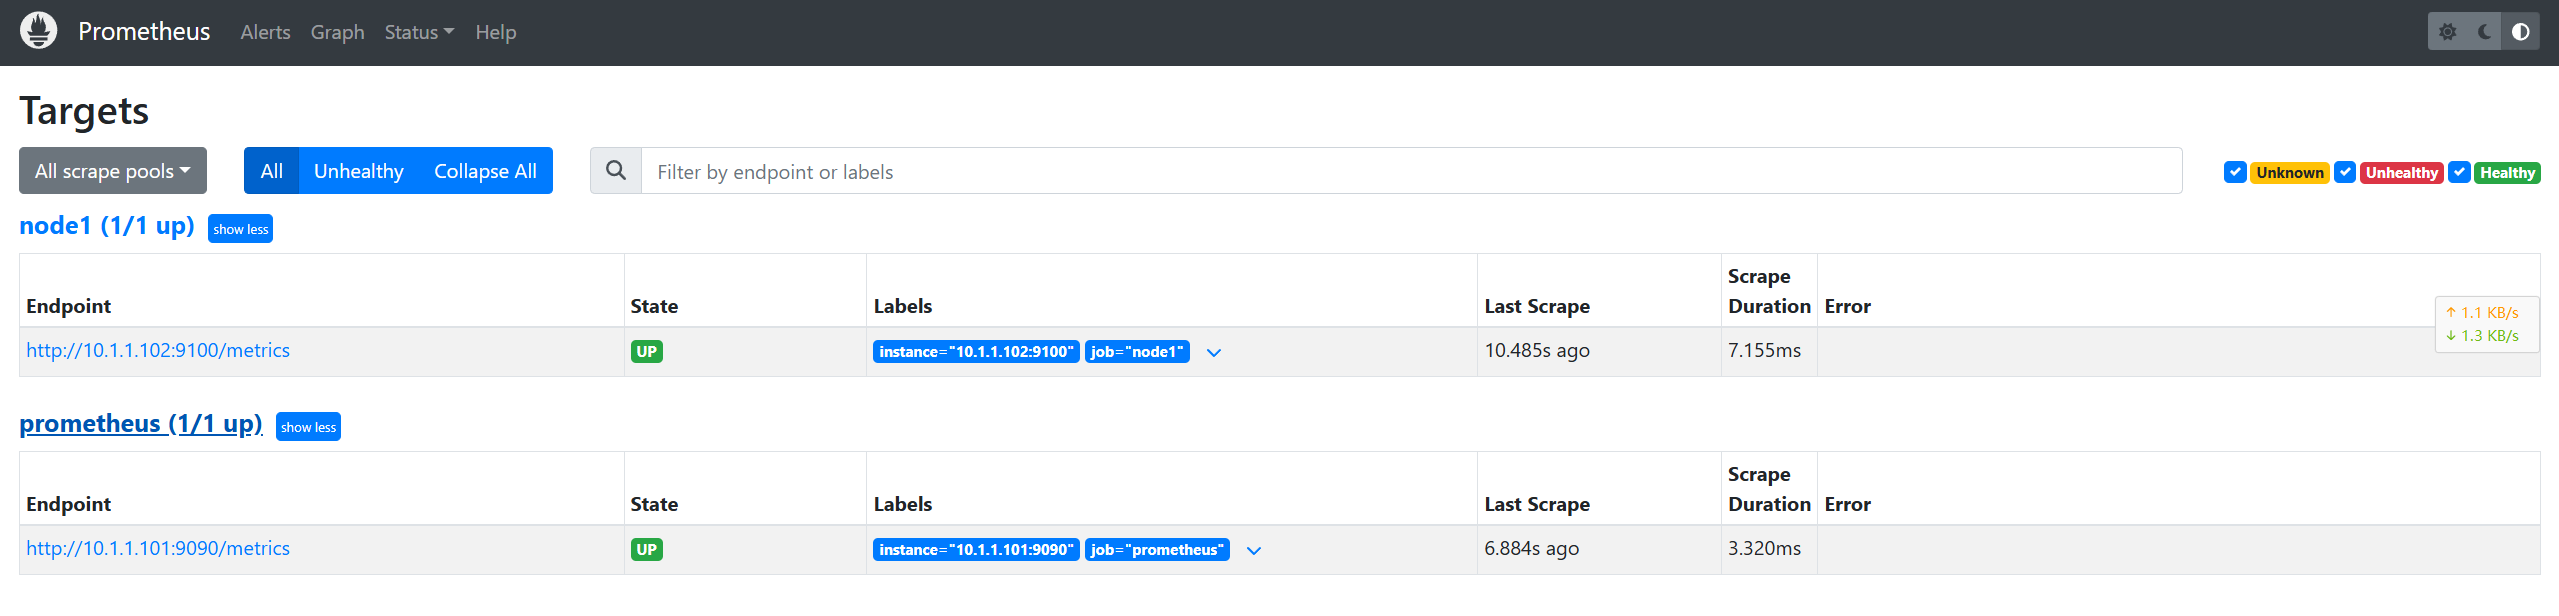 Prometheus Alerts Graph Status Help
Targets
All scrape pools All Unhealthy Collapse All Filter by endpoint or labels Unknown Unhealthy Healthy
node1 (1/1 up) show less
Endpoint State Labels Last Scrape Scrape Duration Error
↑ 1.1 KB/s
↓ 1.3 KB/s
http://10.1.1.102:9100/metrics UP instance="10.1.1.102:9100" job="node1" 10.485s ago 7.155ms
prometheus (1/1 up) show less
Endpoint State Labels Last Scrape Scrape Duration Error
http://10.1.1.101:9090/metrics UP instance="10.1.1.101:9090" job="prometheus" 6.884s ago 3.320ms